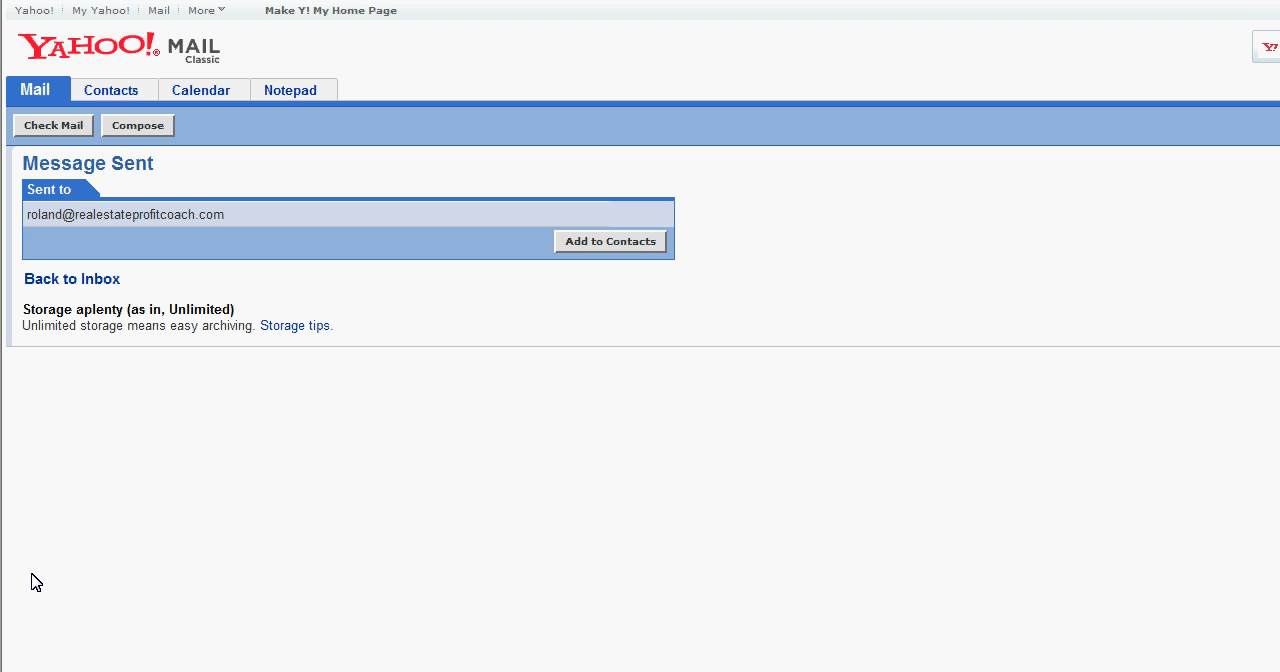 Yahoo! My Yahoo! Mail More Make Y! My Home Page
YAHOO!® MAIL
Classic
Y!
Mail Contacts Calendar Notepad
Check Mail Compose
Message Sent
Sent to
roland@realestateprofitcoach.com
Add to Contacts
Back to Inbox
Storage aplenty (as in, Unlimited)
Unlimited storage means easy archiving. Storage tips.